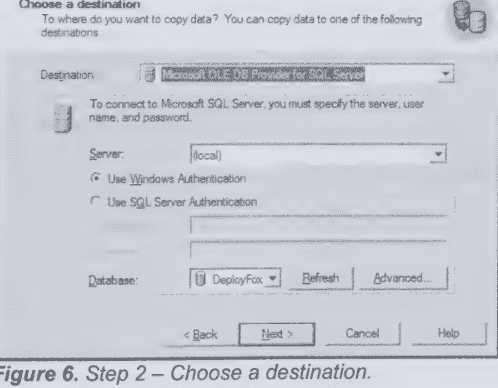 Choose a destination
To where do you want to copy data? You can copy data to one of the following
destinations
Destination
Microsoft OLE DB Provider for SQL Server
To connect to Microsoft SQL Server, you must specify the server, user
name, and password.
Server:
(local)
Use Windows Authentication
Use SQL Server Authentication
Database:
DeployFox
Refresh
Advanced...
< Back
Next >
Cancel
Help
Figure 6. Step 2 – Choose a destination.